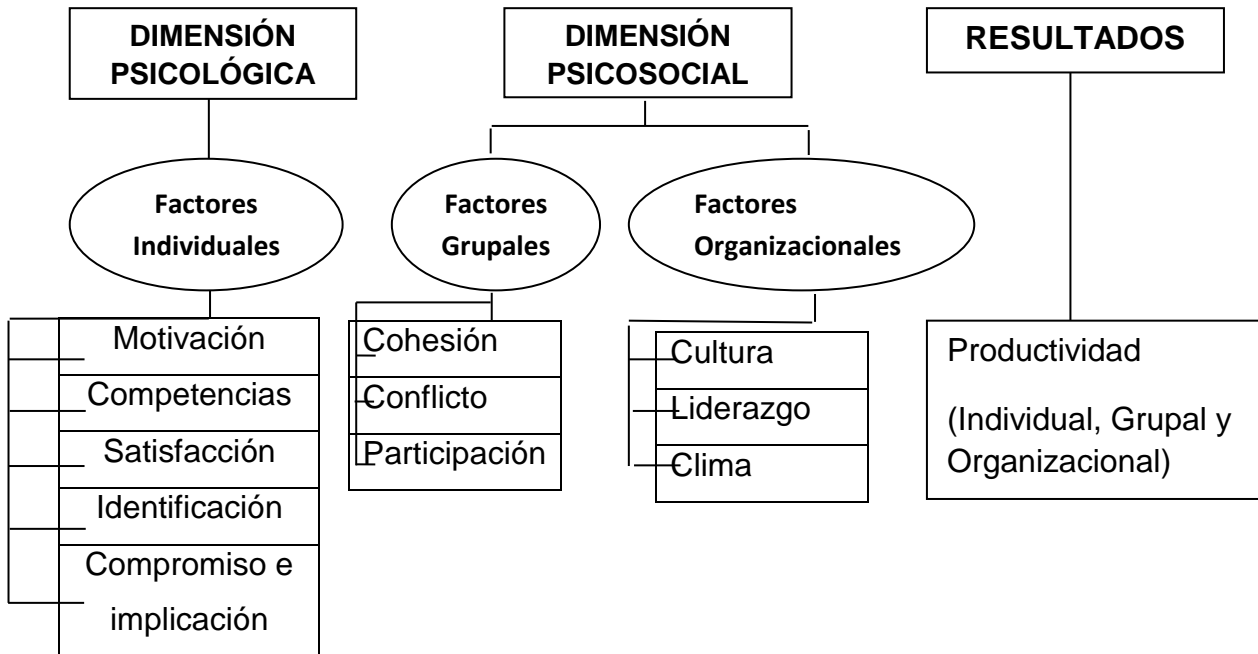 DIMENSIÓN
PSICOLÓGICA
DIMENSIÓN
PSICOSOCIAL
RESULTADOS
Factores
Individuales
Factores
Grupales
Factores
Organizacionales
Motivación
Competencias
Satisfacción
Identificación
Compromiso e
implicación
Cohesión
Conflicto
Participación
Cultura
Liderazgo
Clima
Productividad
(Individual, Grupal y
Organizacional)